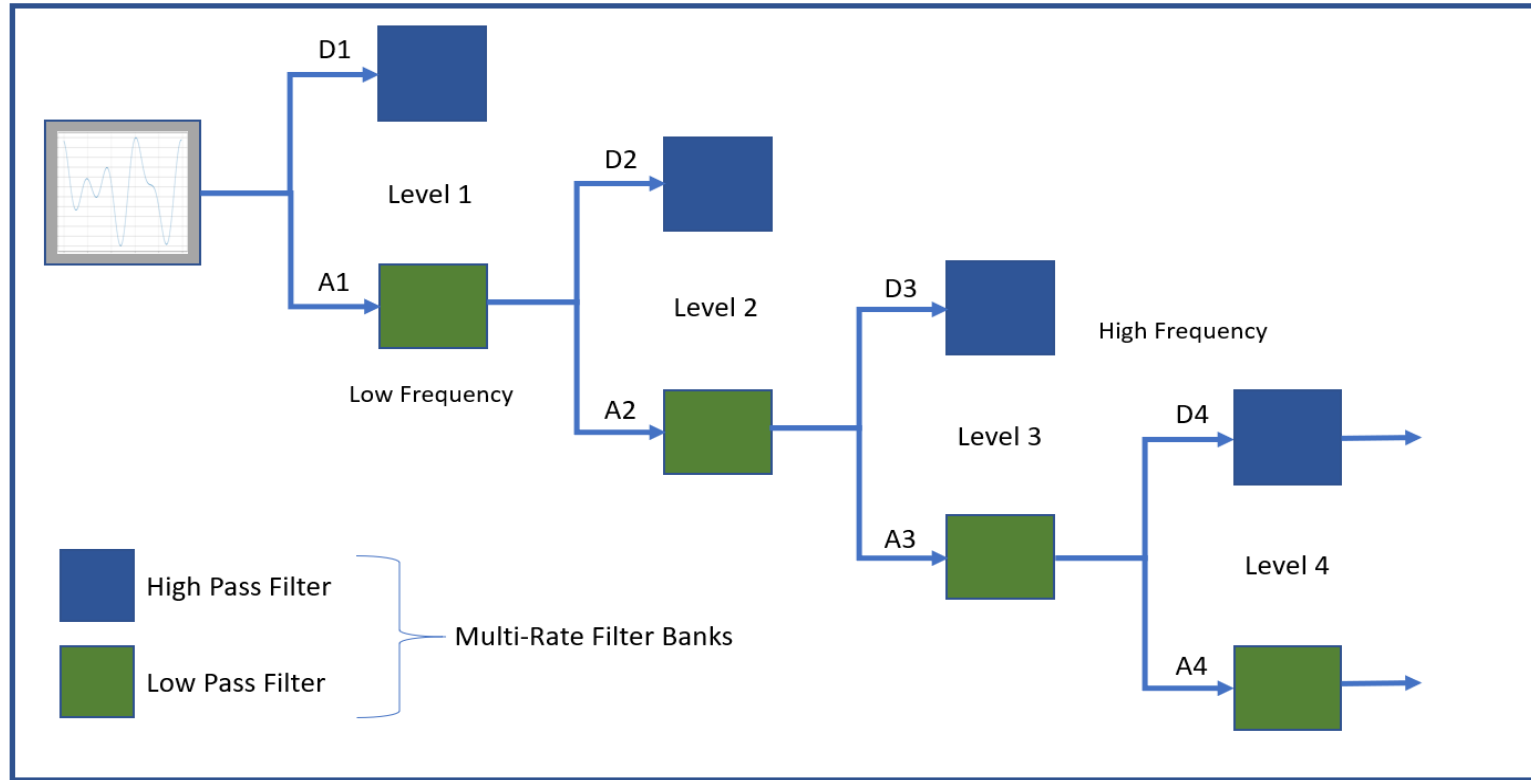 D1
Level 1
A1
Low Frequency
D2
Level 2
A2
D3
High Frequency
Level 3
A3
D4
Level 4
A4
High Pass Filter
Low Pass Filter
Multi-Rate Filter Banks